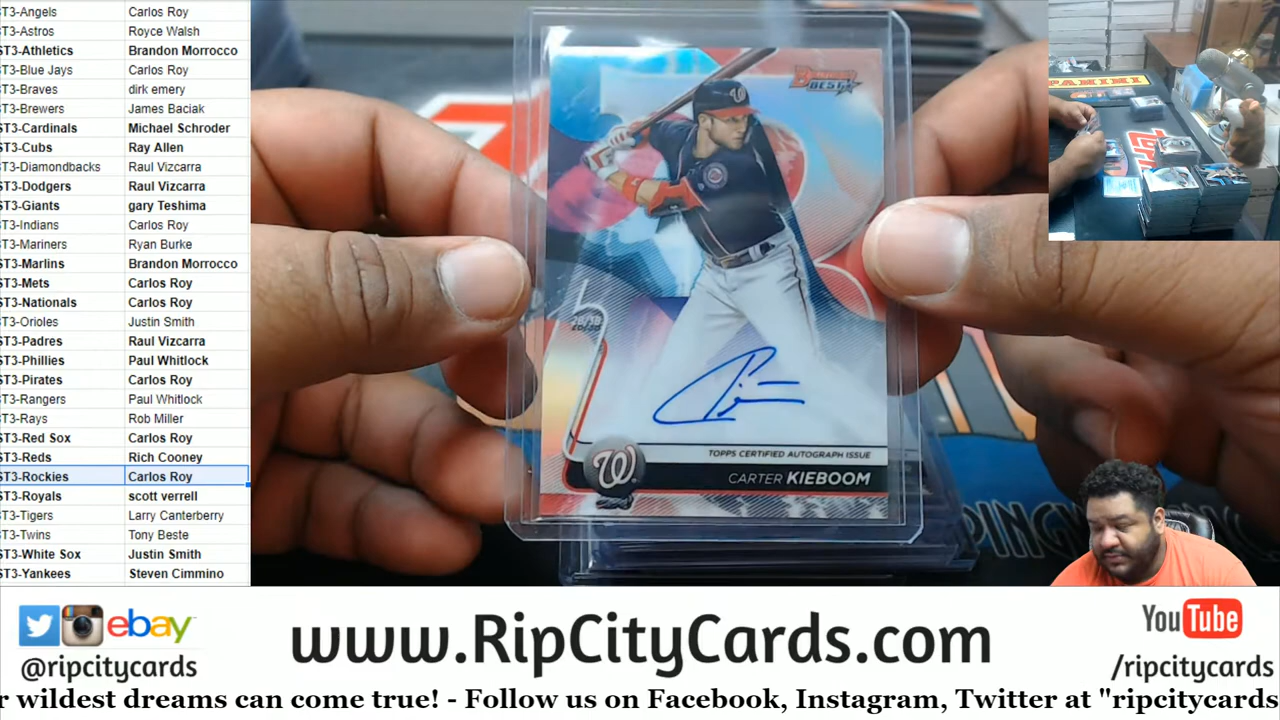 ST3-Angels Carlos Roy
ST3-Astros Royce Walsh
ST3-Athletics Brandon Morrocco
ST3-Blue Jays Carlos Roy
ST3-Braves dirk emery
ST3-Brewers James Baciak
ST3-Cardinals Michael Schroder
ST3-Cubs Ray Allen
ST3-Diamondbacks Raul Vizcarra
ST3-Dodgers Raul Vizcarra
ST3-Giants gary Teshima
ST3-Indians Carlos Roy
ST3-Mariners Ryan Burke
ST3-Marlins Brandon Morrocco
ST3-Mets Carlos Roy
ST3-Nationals Carlos Roy
ST3-Orioles Justin Smith
ST3-Padres Raul Vizcarra
ST3-Phillies Paul Whitlock
ST3-Pirates Carlos Roy
ST3-Rangers Paul Whitlock
ST3-Rays Rob Miller
ST3-Red Sox Carlos Roy
ST3-Reds Rich Cooney
ST3-Rockies Carlos Roy
ST3-Royals scott verrell
ST3-Tigers Larry Canterberry
ST3-Twins Tony Beste
ST3-White Sox Justin Smith
ST3-Yankees Steven Cimmino
BOWMAN'S
BEST
W
TOPPS CERTIFIED AUTOGRAPH ISSUE
CARTER KIEBOOM
W
PANINI
ebay
@ripcitycards
www.RipCityCards.com
YouTube
/ripcitycards
r wildest dreams can come true! - Follow us on Facebook, Instagram, Twitter at "ripcitycards